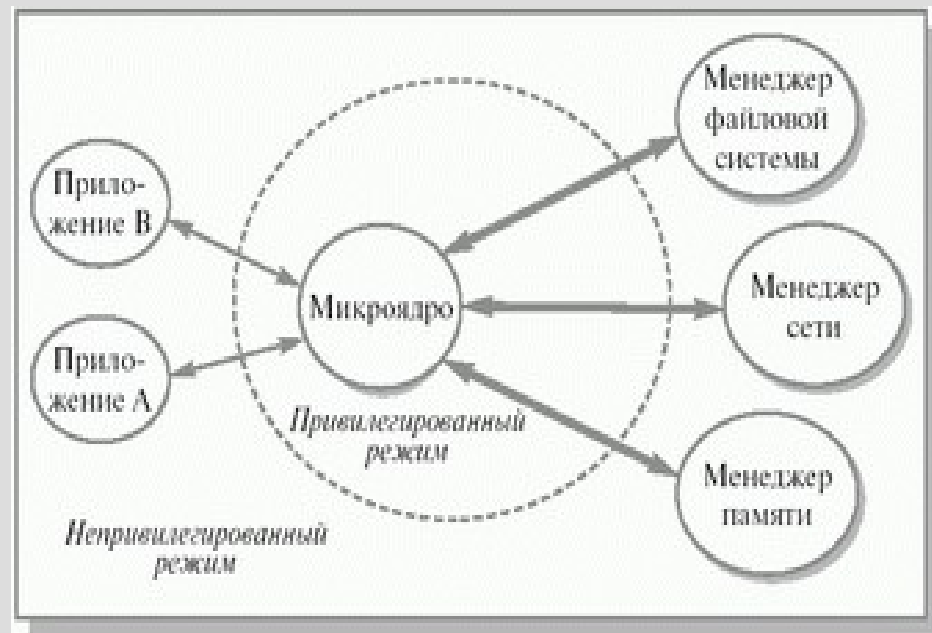 Менеджер
файловой
системы
Прило-
жение В
Менеджер
сети
Микроядро
Прило-
жение А
Привилегированный
режим
Менеджер
памяти
Непривилегированный
режим